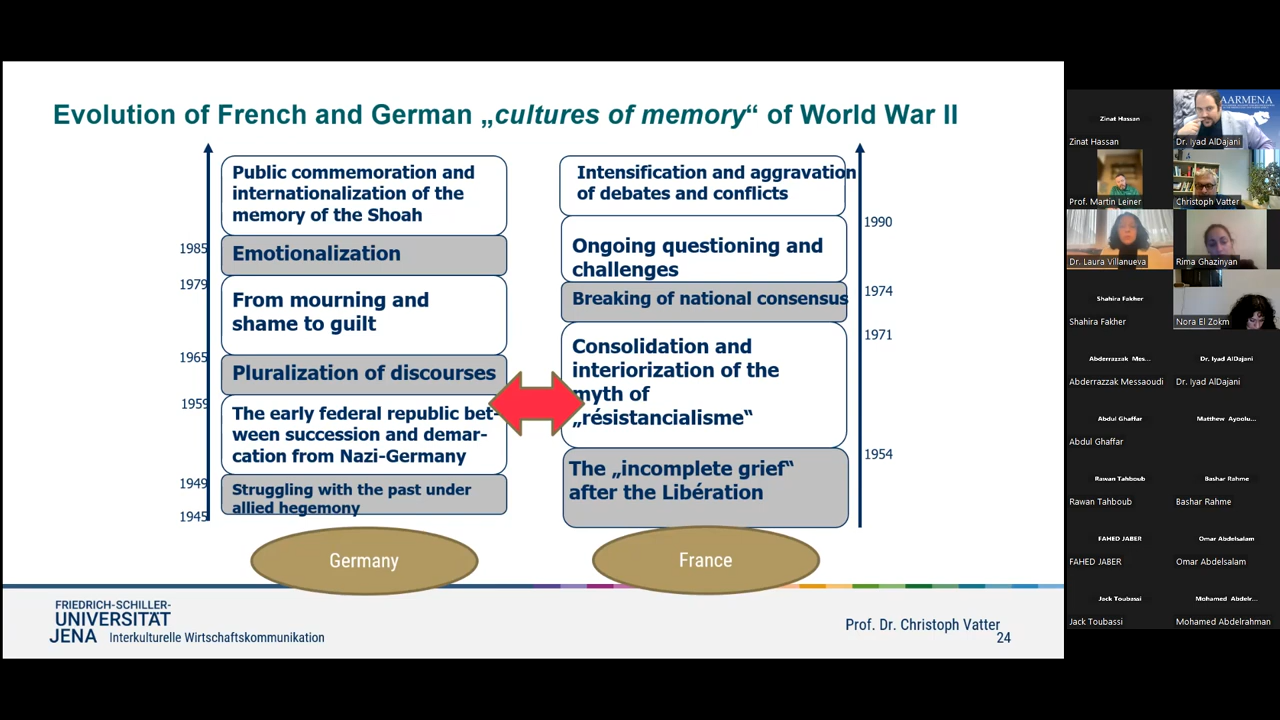 Evolution of French and German „cultures of memory“ of World War II
Public commemoration and
internationalization of the
memory of the Shoah
1985
Emotionalization
1979
From mourning and
shame to guilt
1965
Pluralization of discourses
1959
The early federal republic bet-
ween succession and demar-
cation from Nazi-Germany
1949
Struggling with the past under
allied hegemony
1945
Germany
Intensification and aggravation
of debates and conflicts
1990
Ongoing questioning and
challenges
1974
Breaking of national consensus
1971
Consolidation and
interiorization of the
myth of
„résistancialisme“
1954
The „incomplete grief“
after the Libération
France
FRIEDRICH-SCHILLER-
UNIVERSITÄT
JENA Interkulturelle Wirtschaftskommunikation
Prof. Dr. Christoph Vatter
24
Zinat Hassan
Zinat Hassan
AARMENA
Dr. Iyad AlDajani
Prof. Martin Leiner
Christoph Vatter
Dr. Laura Villanueva
Rima Ghazinyan
Shahira Fakher
Shahira Fakher
Nora El Zokm
Abderrazzak Mes...
Abderrazzak Messaoudi
Dr. Iyad AlDajani
Dr. Iyad AlDajani
Abdul Ghaffar
Abdul Ghaffar
Matthew Ayoolu...
Rawan Tahboub
Rawan Tahboub
Bashar Rahme
Bashar Rahme
FAHED JABER
FAHED JABER
Omar Abdelsalam
Omar Abdelsalam
Jack Toubassi
Jack Toubassi
Mohamed Abdelr...
Mohamed Abdelrahman